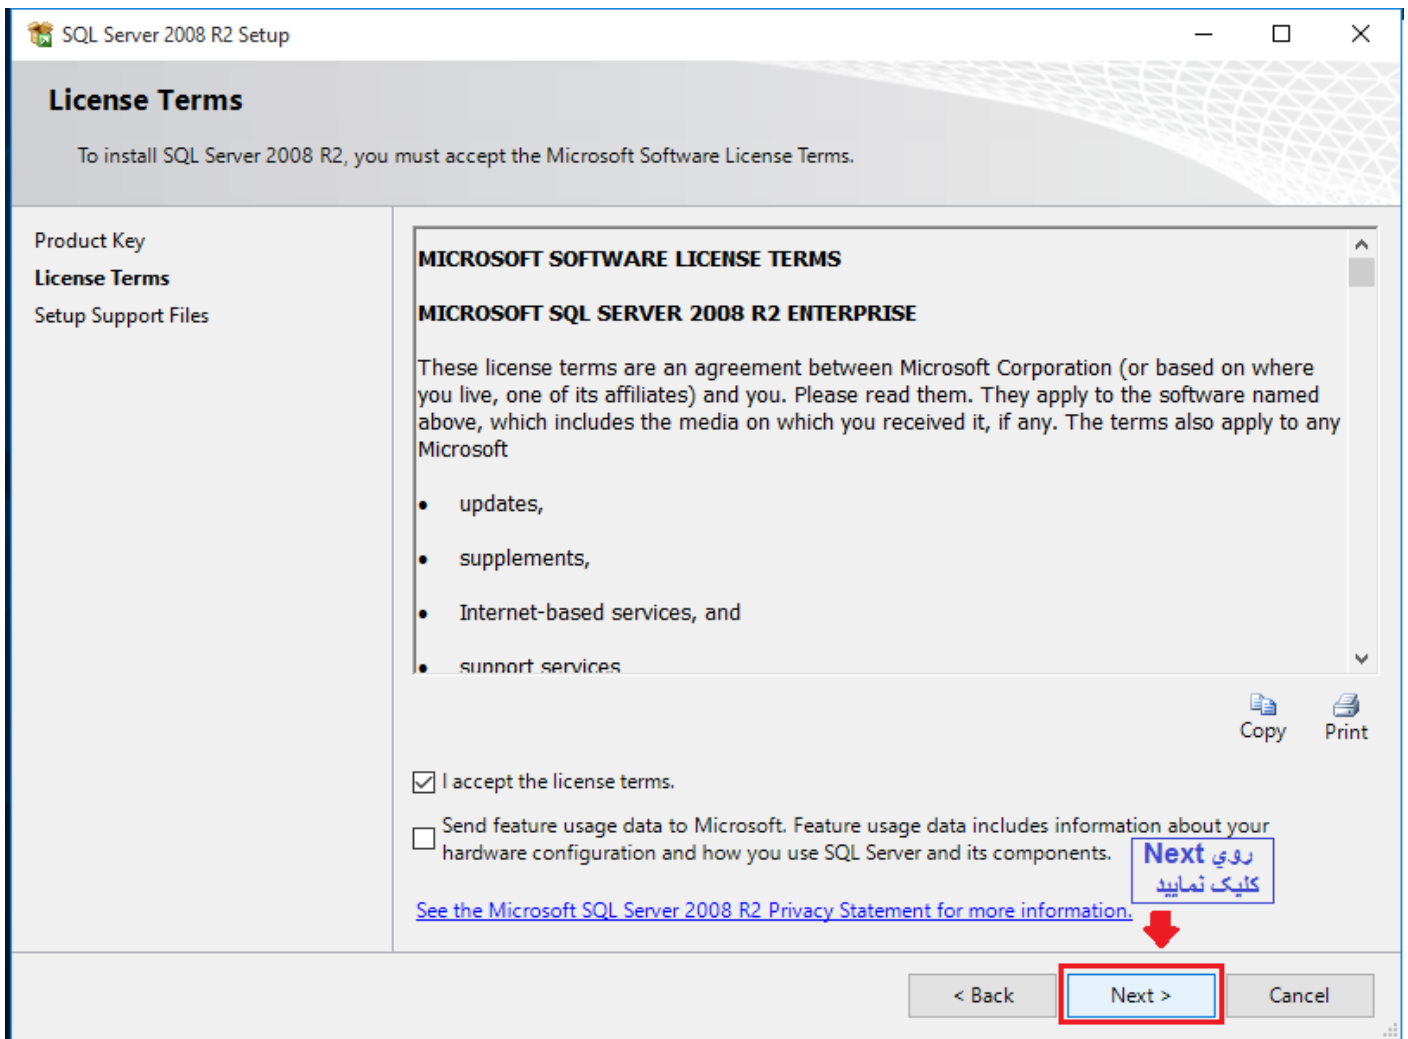 SQL Server 2008 R2 Setup
License Terms
To install SQL Server 2008 R2, you must accept the Microsoft Software License Terms.
Product Key
License Terms
Setup Support Files
MICROSOFT SOFTWARE LICENSE TERMS
MICROSOFT SQL SERVER 2008 R2 ENTERPRISE
These license terms are an agreement between Microsoft Corporation (or based on where
you live, one of its affiliates) and you. Please read them. They apply to the software named
above, which includes the media on which you received it, if any. The terms also apply to any
Microsoft
• updates,
• supplements,
• Internet-based services, and
• support services
Copy
Print
I accept the license terms.
Send feature usage data to Microsoft. Feature usage data includes information about your
hardware configuration and how you use SQL Server and its components.
روي Next
كليک نماييد
See the Microsoft SQL Server 2008 R2 Privacy Statement for more information.
< Back
Next >
Cancel